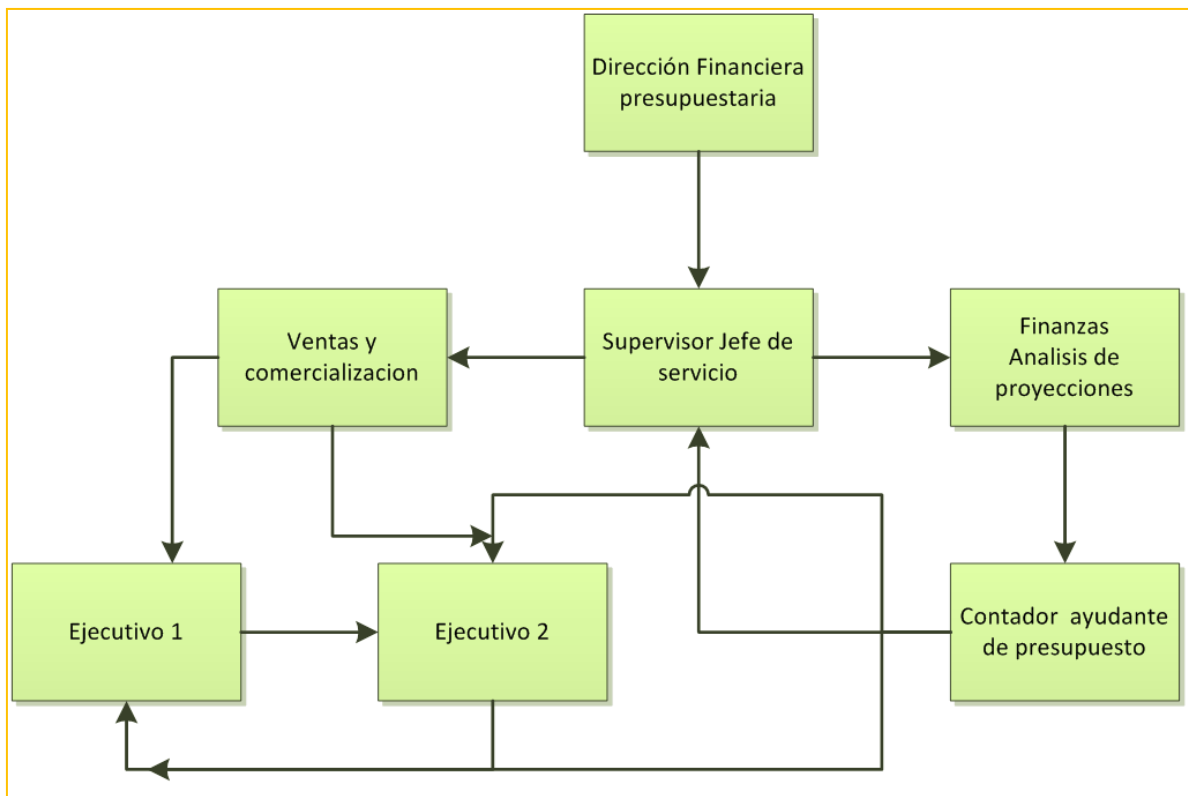 Dirección Financiera
presupuestaria
Ventas y
comercializacion
Supervisor Jefe de
servicio
Finanzas
Analisis de
proyecciones
Ejecutivo 1
Ejecutivo 2
Contador ayudante
de presupuesto